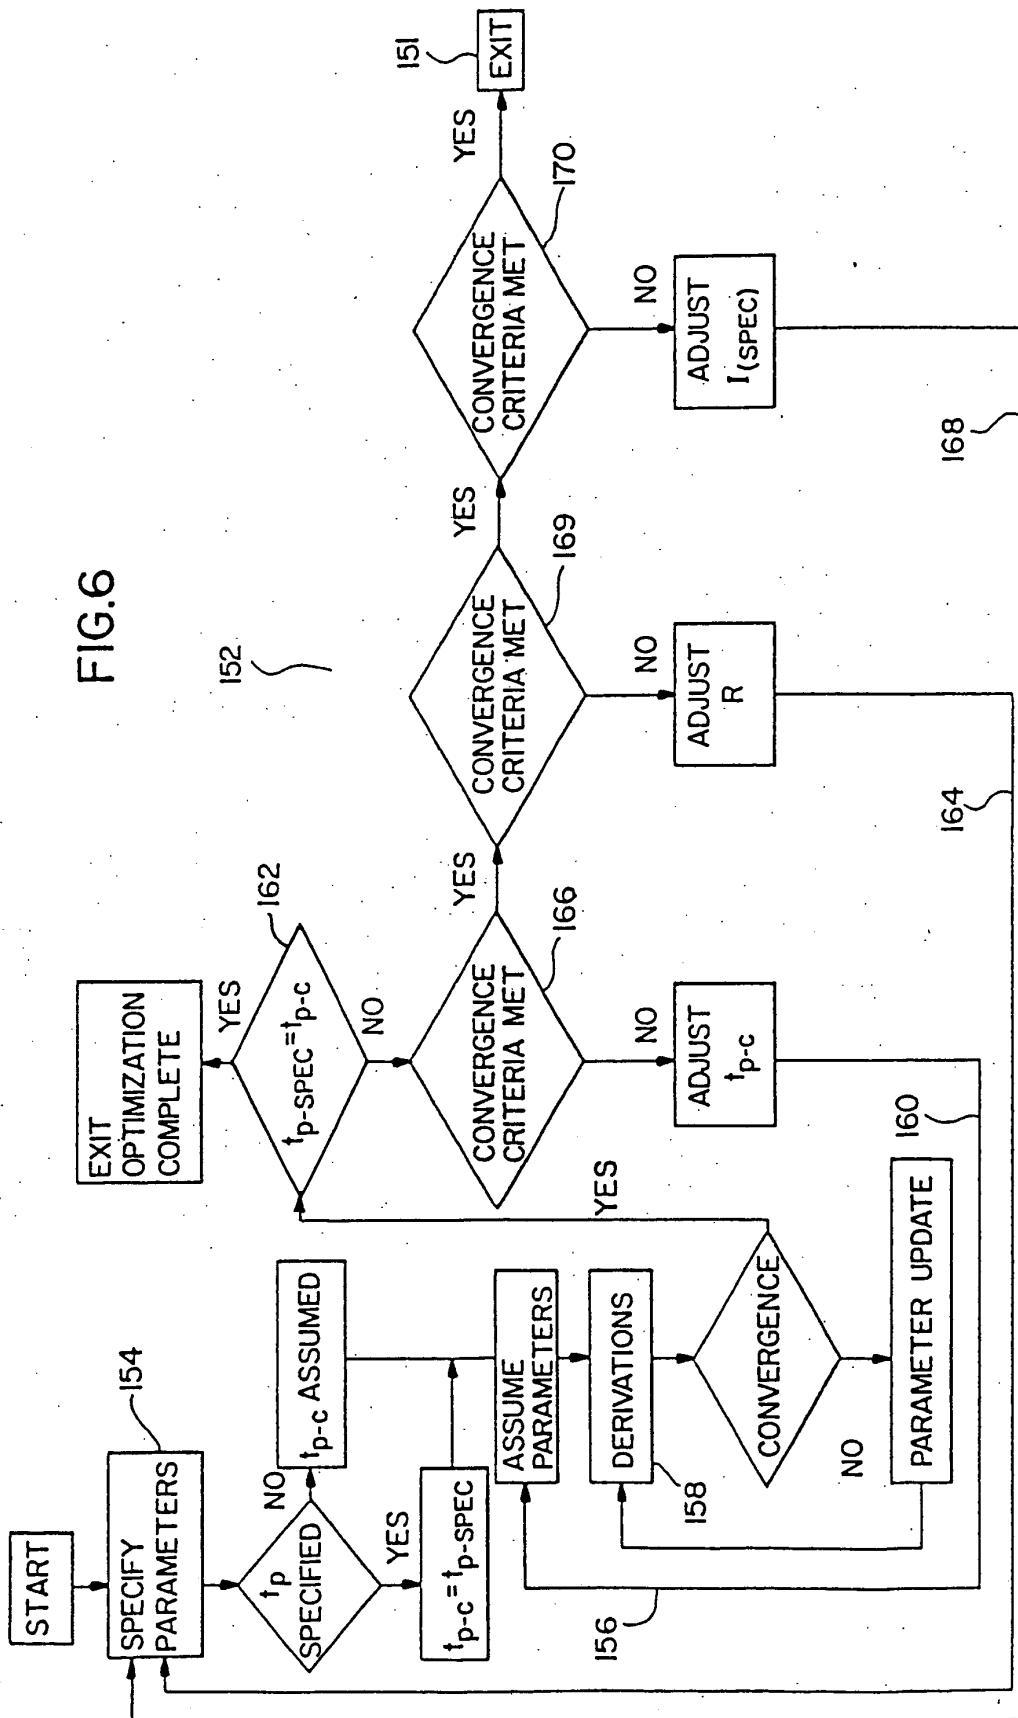 FIG.6
START
SPECIFY
PARAMETERS
154
tp
SPECIFIED
NO
YES
tp-c ASSUMED
tp-c = tp-SPEC
156
ASSUME
PARAMETERS
DERIVATIONS
158
CONVERGENCE
NO
YES
PARAMETER UPDATE
160
EXIT
OPTIMIZATION
COMPLETE
YES
162
tp-SPEC = tp-c
NO
CONVERGENCE
CRITERIA MET
166
YES
NO
ADJUST
tp-c
152
CONVERGENCE
CRITERIA MET
169
YES
NO
ADJUST
R
164
CONVERGENCE
CRITERIA MET
170
YES
NO
ADJUST
I(SPEC)
168
151
EXIT